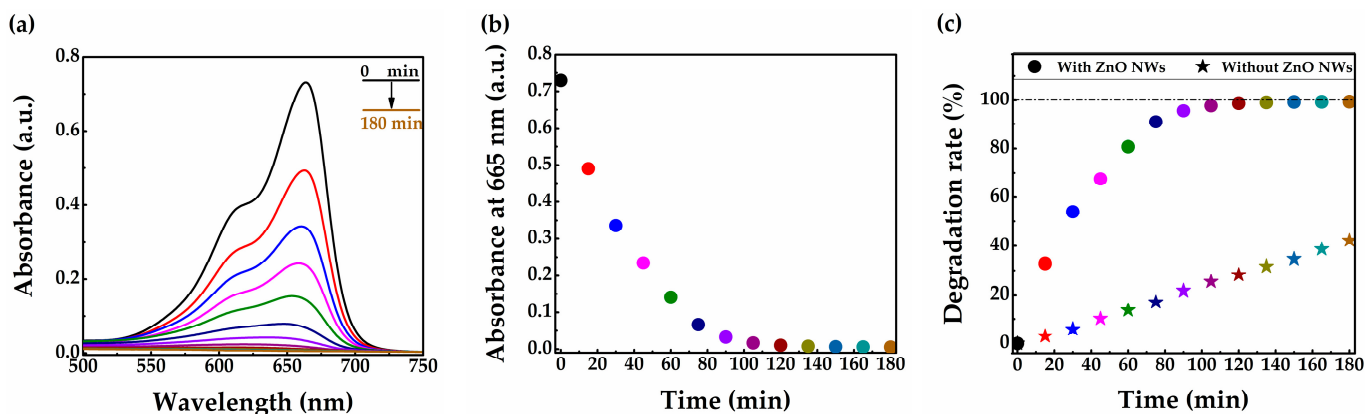 (a)
0 min
180 min
0.8
0.6
0.4
0.2
0.0
Absorbance (a.u.)
500 550 600 650 700 750
Wavelength (nm)
(b)
0.8
0.7
0.6
0.5
0.4
0.3
0.2
0.1
0.0
Absorbance at 665 nm (a.u.)
0 20 40 60 80 100 120 140 160 180
Time (min)
(c)
With ZnO NWs Without ZnO NWs
100
80
60
40
20
0
Degradation rate (%)
0 20 40 60 80 100 120 140 160 180
Time (min)